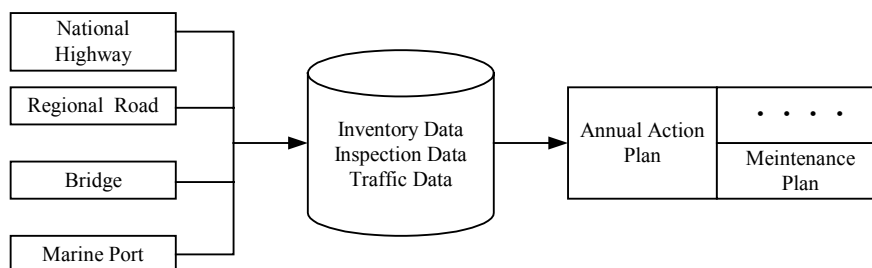 National
Highway
Regional Road
Bridge
Marine Port
Inventory Data
Inspection Data
Traffic Data
Annual Action
Plan
. . . .
Meintenance
Plan